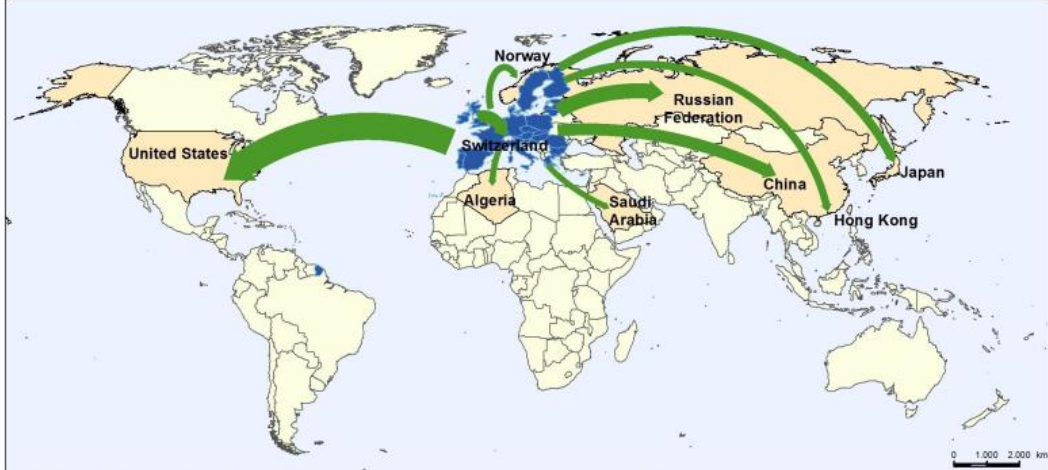 Norway
Russian
Federation
United States
Switzerland
Japan
China
Algeria
Saudi
Arabia
Hong Kong
0 1.000 2.000 km